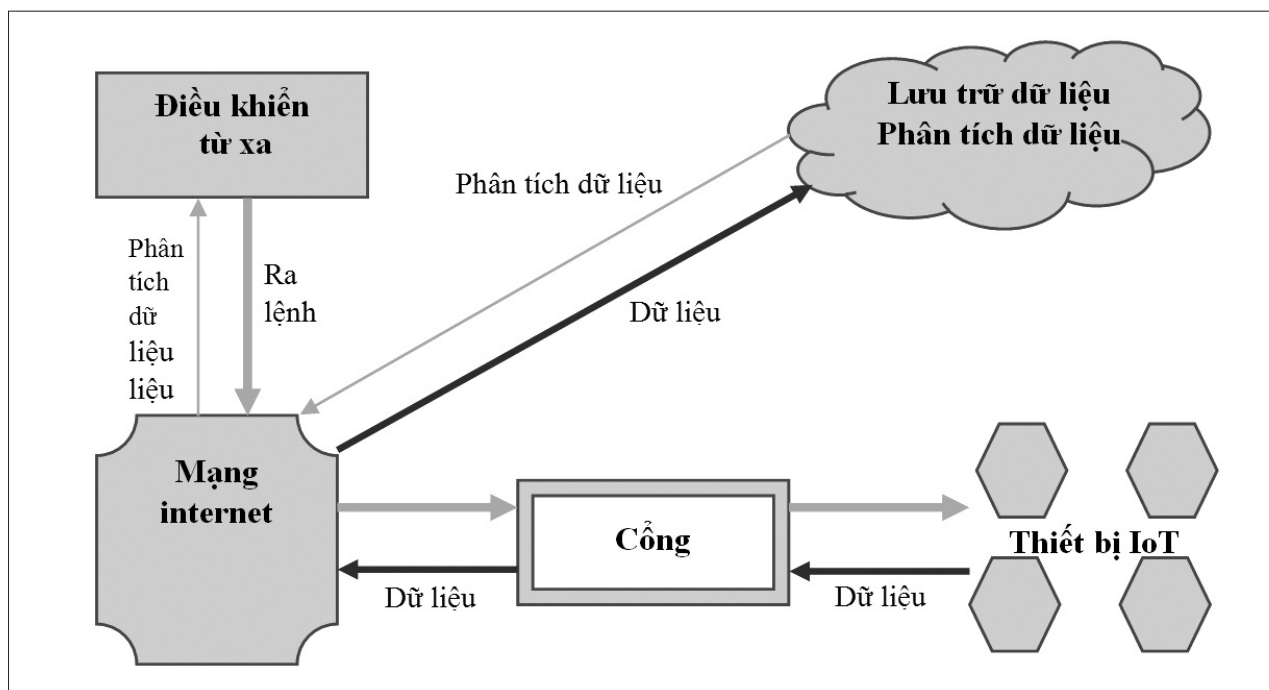 Điều khiển
từ xa
Lưu trữ dữ liệu
Phân tích dữ liệu
Phân tích dữ liệu
Phân
tích
dữ
liệu
liệu
Ra
lệnh
Dữ liệu
Mạng
internet
Cổng
Thiết bị IoT
Dữ liệu
Dữ liệu